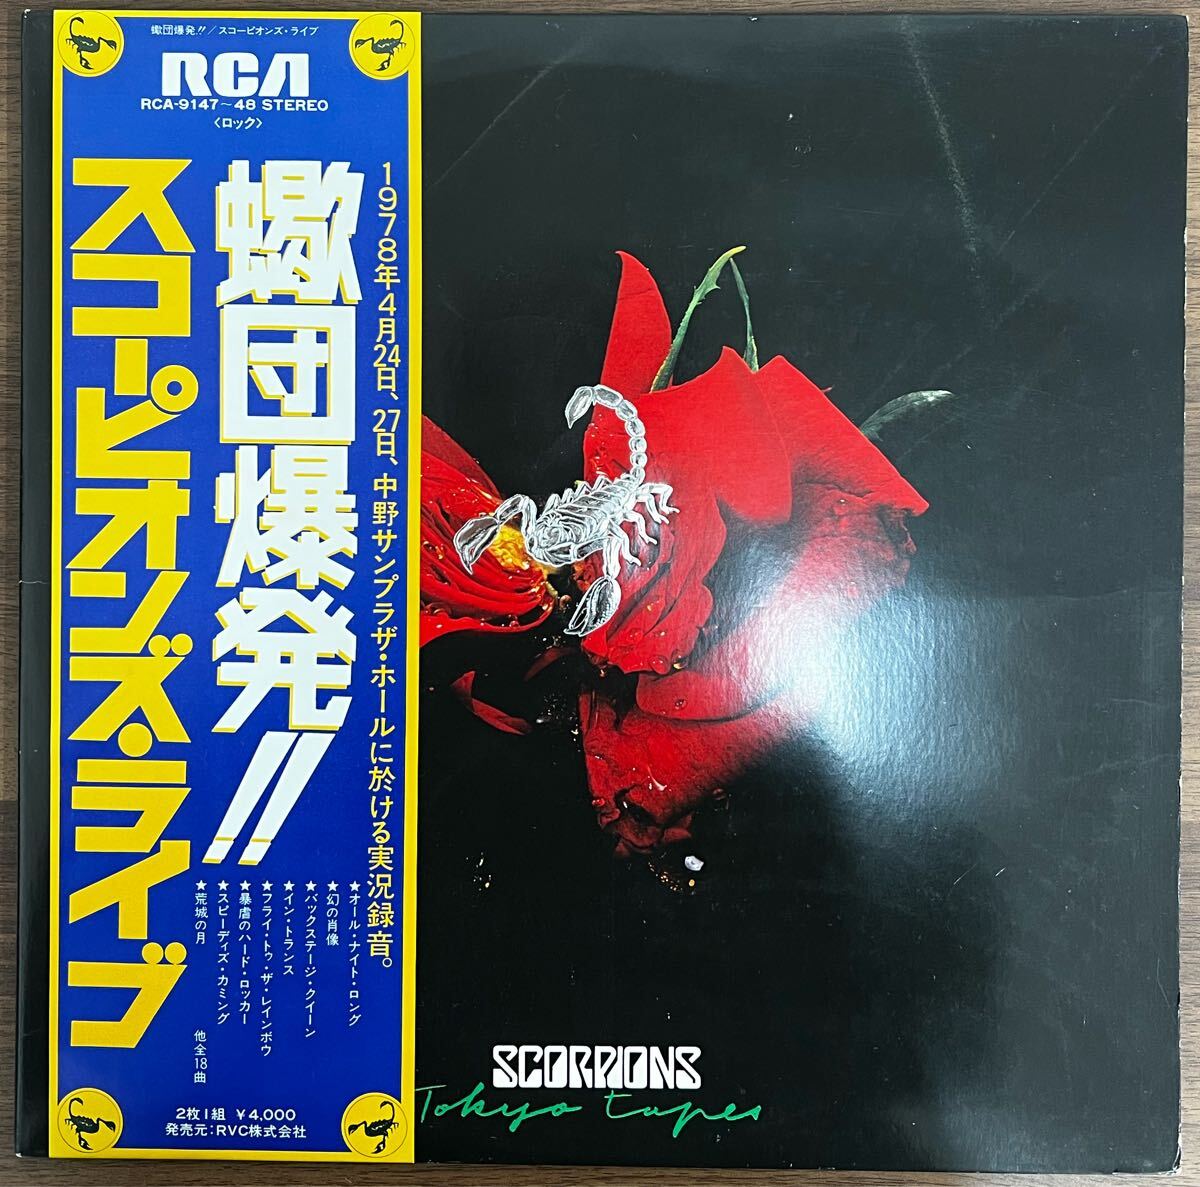 蠍団爆発!!/スコーピオンズ・ライブ
RCA
RCA-9147〜48 STEREO
〈ロック〉
1978年4月24日、27日、中野サンプラザ・ホールに於ける実況録音。
蠍団爆発!!
スコーピオンズ・ライブ
★オール・ナイト・ロング
★幻の肖像
★バックステージ・クイーン
★イン・トランス
★フライ・トゥ・ザ・レインボウ
★暴虐のハード・ロッカー
★スピーディズ・カミング
★荒城の月 他全18曲
2枚1組 ¥4,000
発売元:RVC株式会社
SCORPIONS
Tokyo tapes